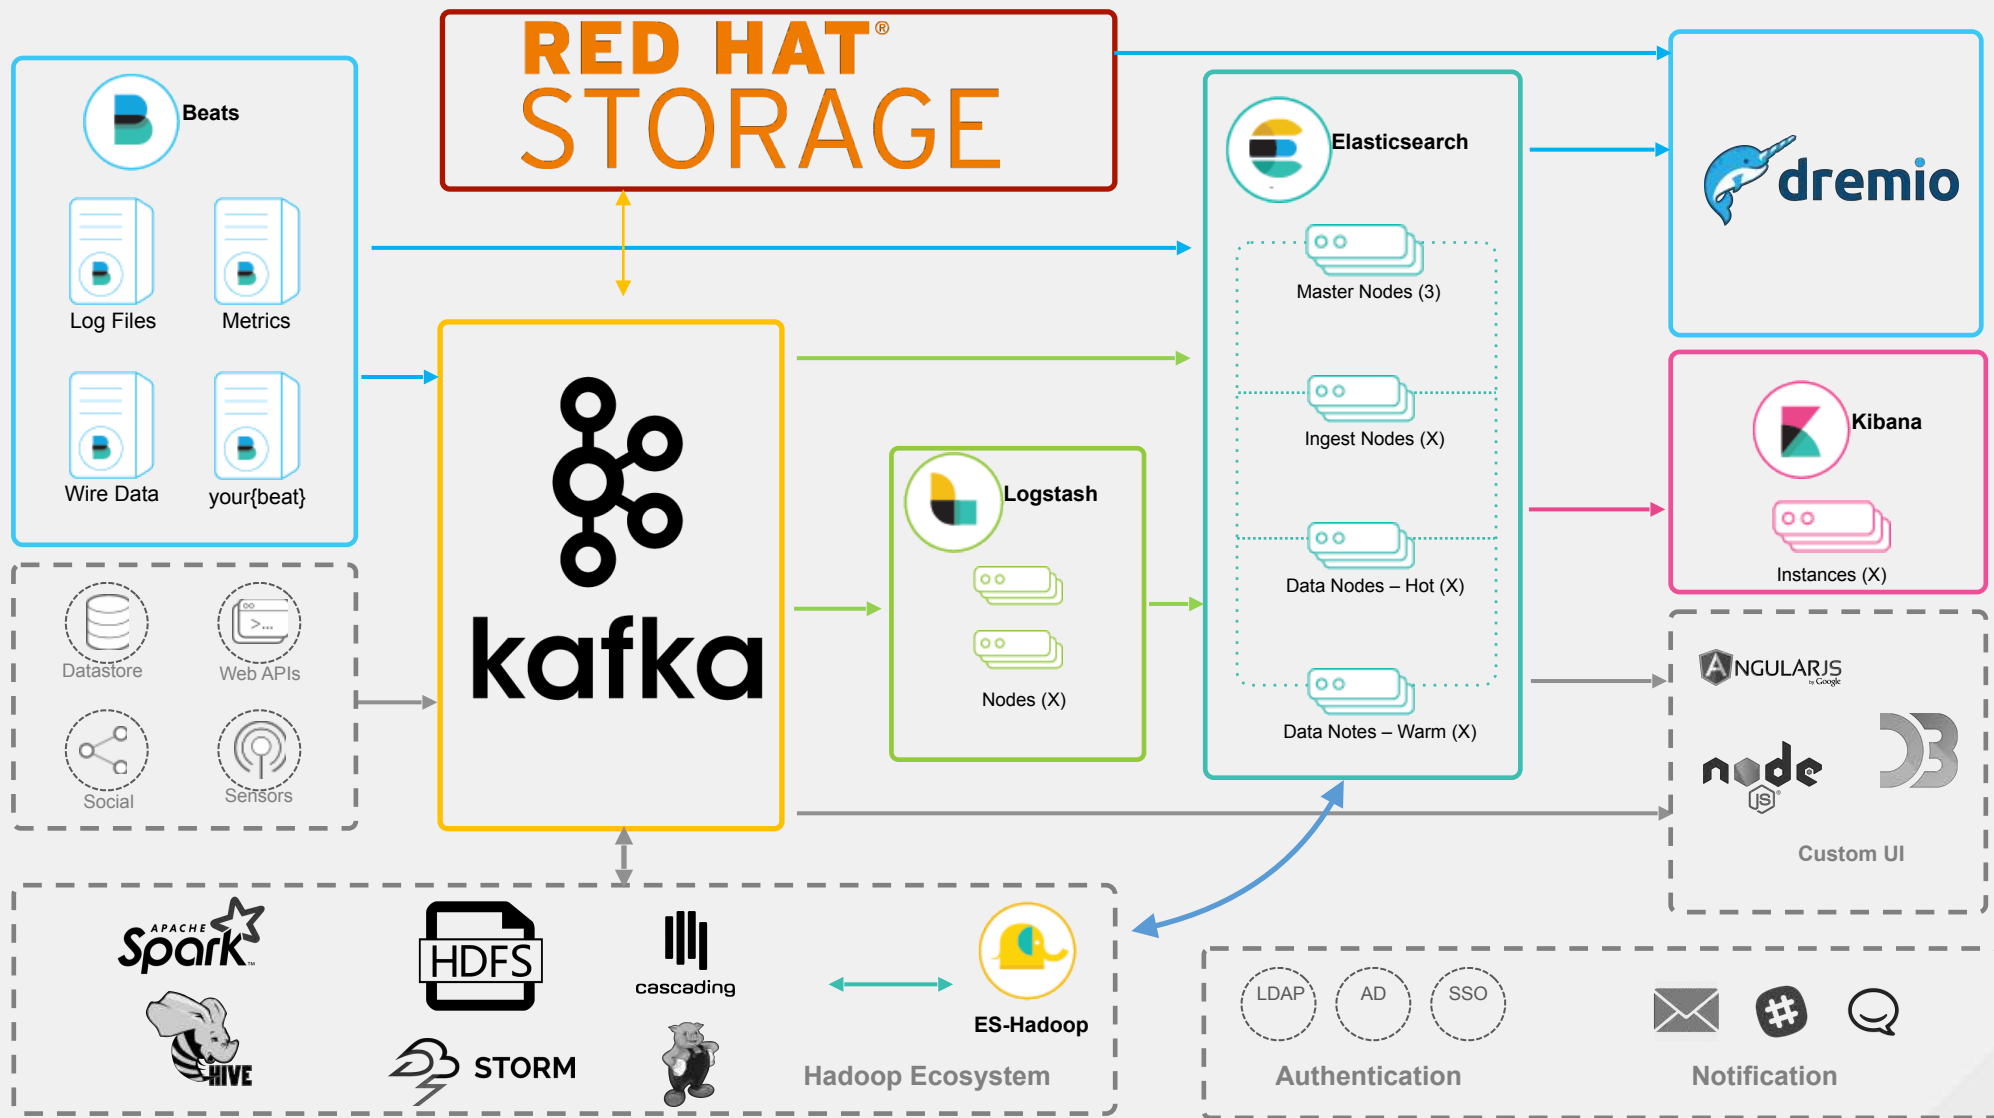 RED HAT®
STORAGE
Beats
Log Files
Metrics
Wire Data
your{beat}
Datastore
Web APIs
>...
Social
Sensors
kafka
Logstash
Nodes (X)
Elasticsearch
Master Nodes (3)
Ingest Nodes (X)
Data Nodes – Hot (X)
Data Notes – Warm (X)
dremio
Kibana
Instances (X)
ANGULARJS
by Google
node
JS
D3
Custom UI
APACHE
Spark™
HDFS
cascading
HIVE
STORM
ES-Hadoop
Hadoop Ecosystem
LDAP
AD
SSO
Authentication
Notification